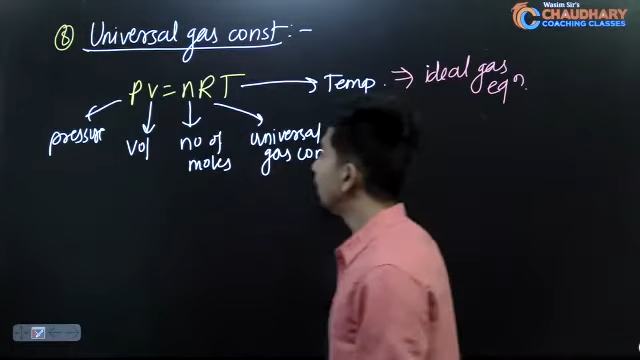 Wasim Sir's
CHAUDHARY
COACHING CLASSES
⑧ Universal gas const :-
PV = nRT → Temp. ⇒ ideal gas eqn.
pressure
Vol
no of moles
universal gas con